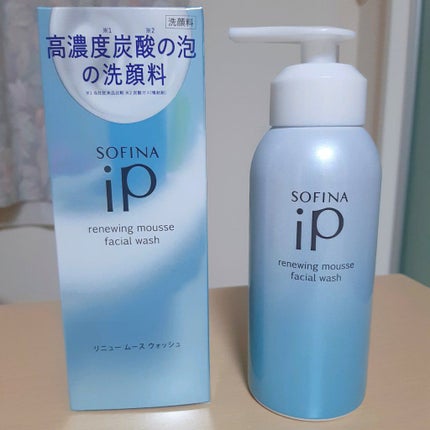 洗顔料
※1 ※2
高濃度炭酸の泡
の洗顔料
SOFINA
iP
renewing mousse
facial wash
リニュー ムース ウォッシュ
SOFINA
iP
renewing mousse
facial wash